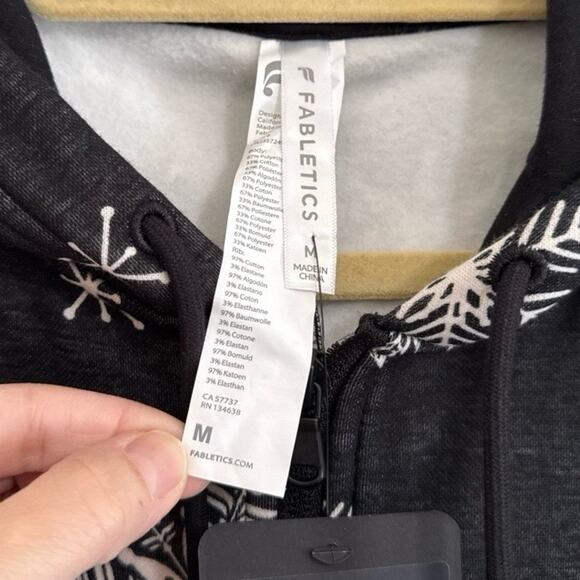 FABLETICS
M
MADE IN
CHINA
Body:
67% Polyester
33% Cotton
67% Poliéster
33% Algodón
67% Polyester
33% Coton
67% Polyester
33% Baumwolle
67% Poliestere
33% Cotone
67% Polyester
33% Bomuld
67% Polyester
33% Katoen
Rib:
97% Cotton
3% Elastane
97% Algodón
3% Elastano
97% Coton
3% Elasthanne
97% Baumwolle
3% Elastan
97% Cotone
3% Elastan
97% Bomuld
3% Elastan
97% Katoen
3% Elasthan
CA 57737
RN 134638
M
FABLETICS.COM